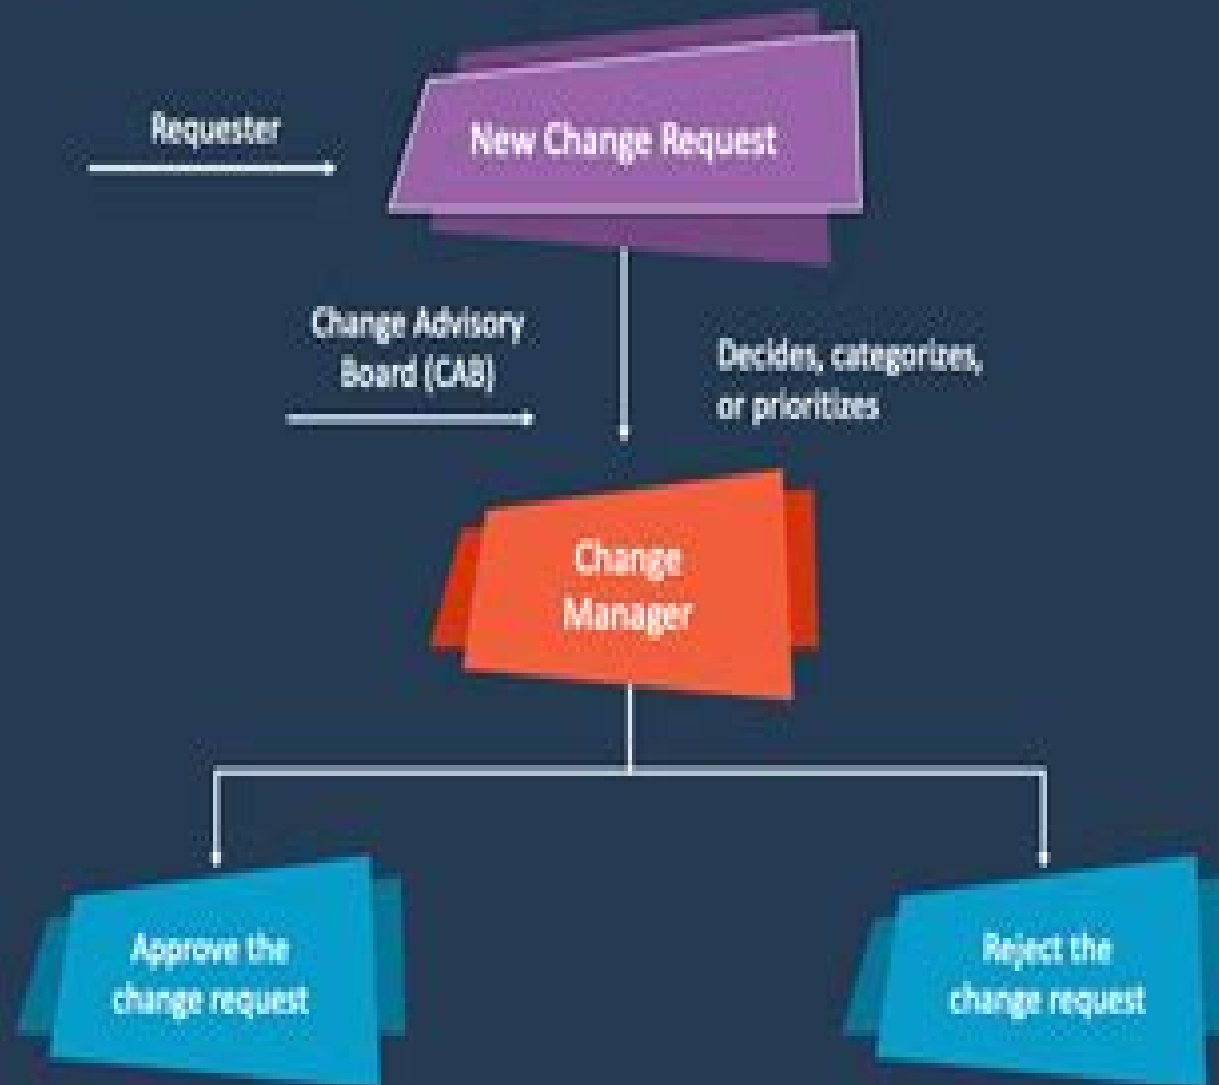 Requester
New Change Request
Change Advisory
Board (CAB)
Decides, categorizes,
or prioritizes
Change
Manager
Approve the
change request
Reject the
change request